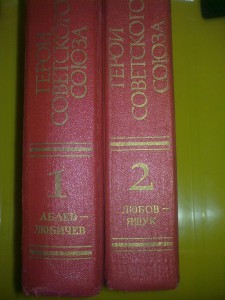 ГЕРОИ
СОВЕТСКОГО
СОЮЗА
1
АБАЕВ —
ЛЮБИЧЕВ
ГЕРОИ
СОВЕТСКОГО
СОЮЗА
2
ЛЮБОВ —
ЯЩУК